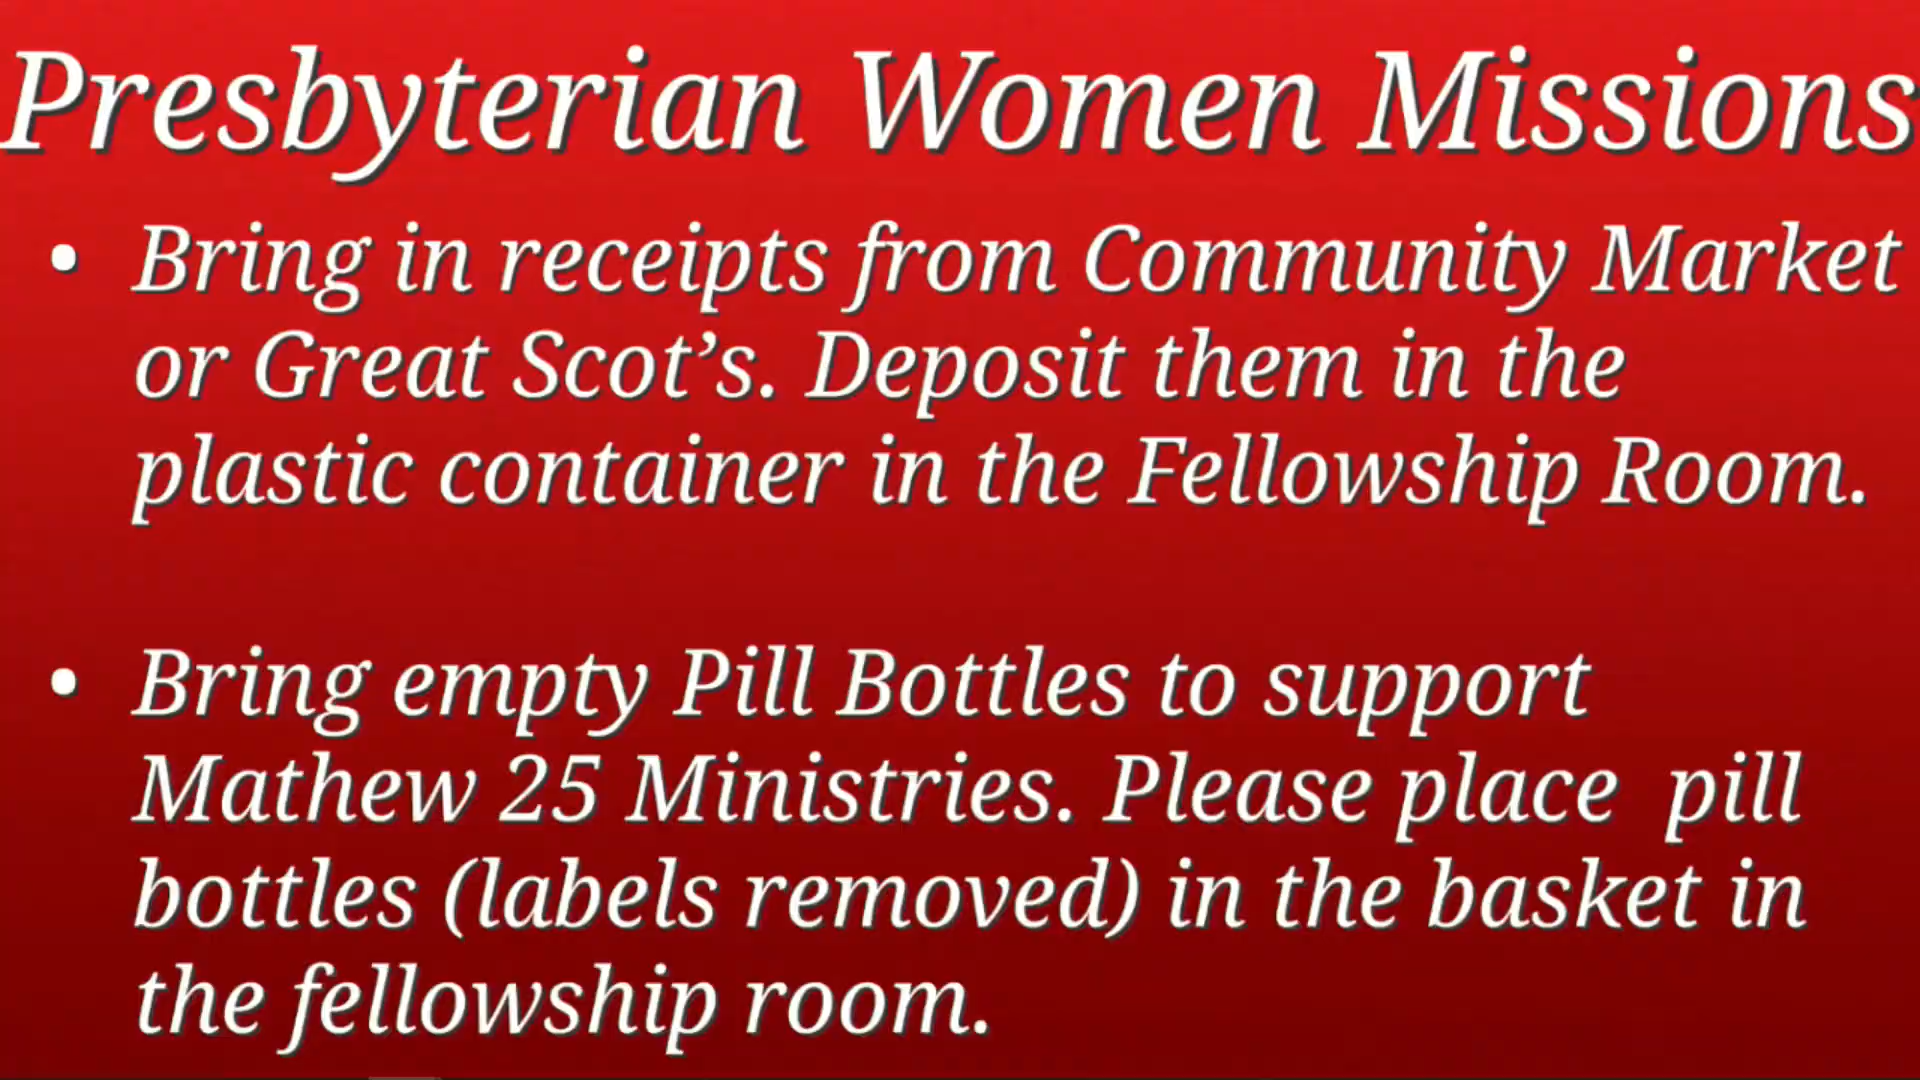 Presbyterian Women Missions
• Bring in receipts from Community Market
or Great Scot’s. Deposit them in the
plastic container in the Fellowship Room.
• Bring empty Pill Bottles to support
Mathew 25 Ministries. Please place  pill
bottles (labels removed) in the basket in
the fellowship room.